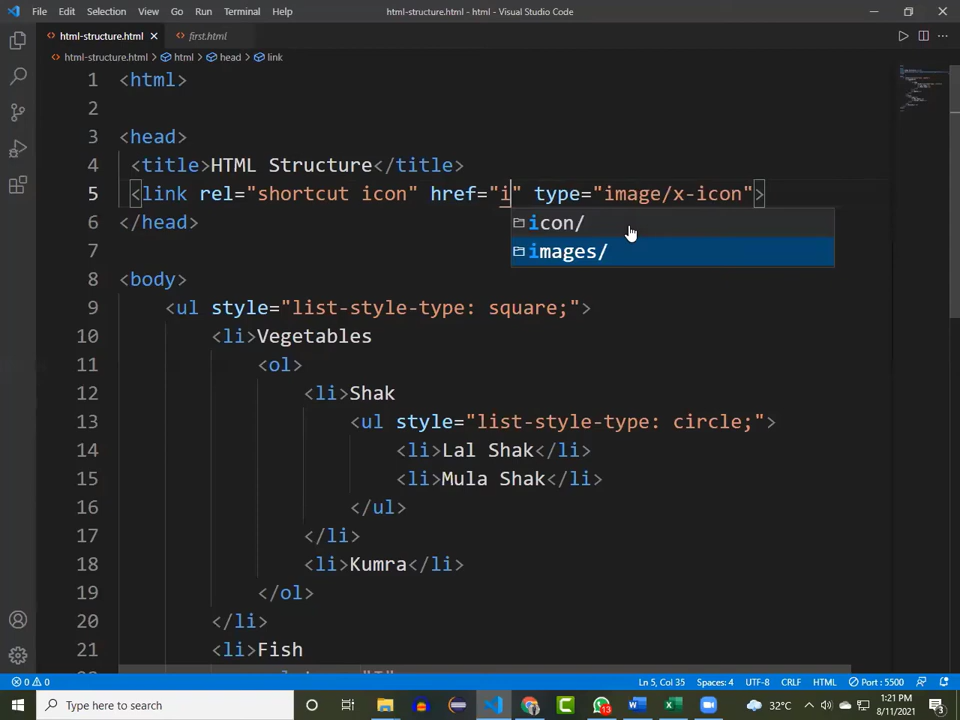 File Edit Selection View Go Run Terminal Help html-structure.html - html - Visual Studio Code
html-structure.html first.html
html-structure.html html head link
1 <html>
2
3 <head>
4 <title>HTML Structure</title>
5 <link rel="shortcut icon" href="i" type="image/x-icon">
icon/
images/
6 </head>
7
8 <body>
9 <ul style="list-style-type: square;">
10 <li>Vegetables
11 <ol>
12 <li>Shak
13 <ul style="list-style-type: circle;">
14 <li>Lal Shak</li>
15 <li>Mula Shak</li>
16 </ul>
17 </li>
18 <li>Kumra</li>
19 </ol>
20 </li>
21 <li>Fish
0 0 Ln 5, Col 35 Spaces: 4 UTF-8 CRLF HTML Port : 5500
Type here to search 13 32°C 1:21 PM
8/11/2021 3